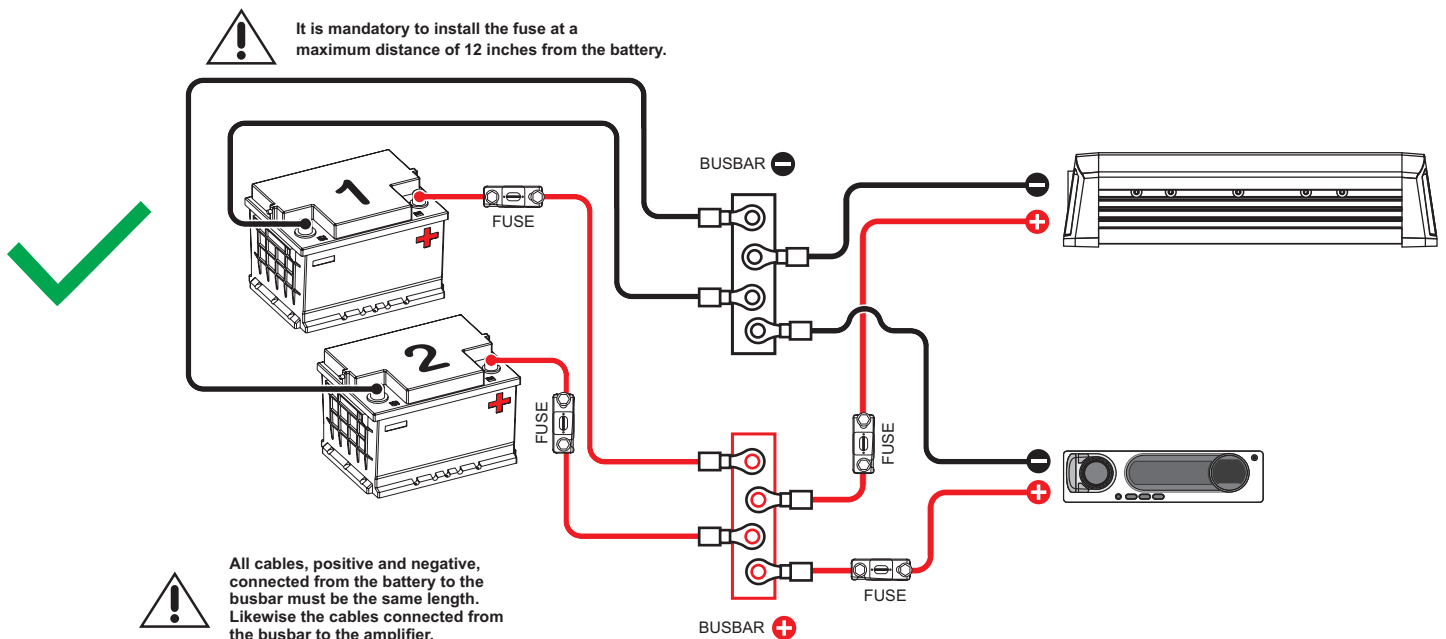 It is mandatory to install the fuse at a
maximum distance of 12 inches from the battery.
BUSBAR
1
FUSE
2
FUSE
FUSE
FUSE
All cables, positive and negative,
connected from the battery to the
busbar must be the same length.
Likewise the cables connected from
the busbar to the amplifier.
BUSBAR